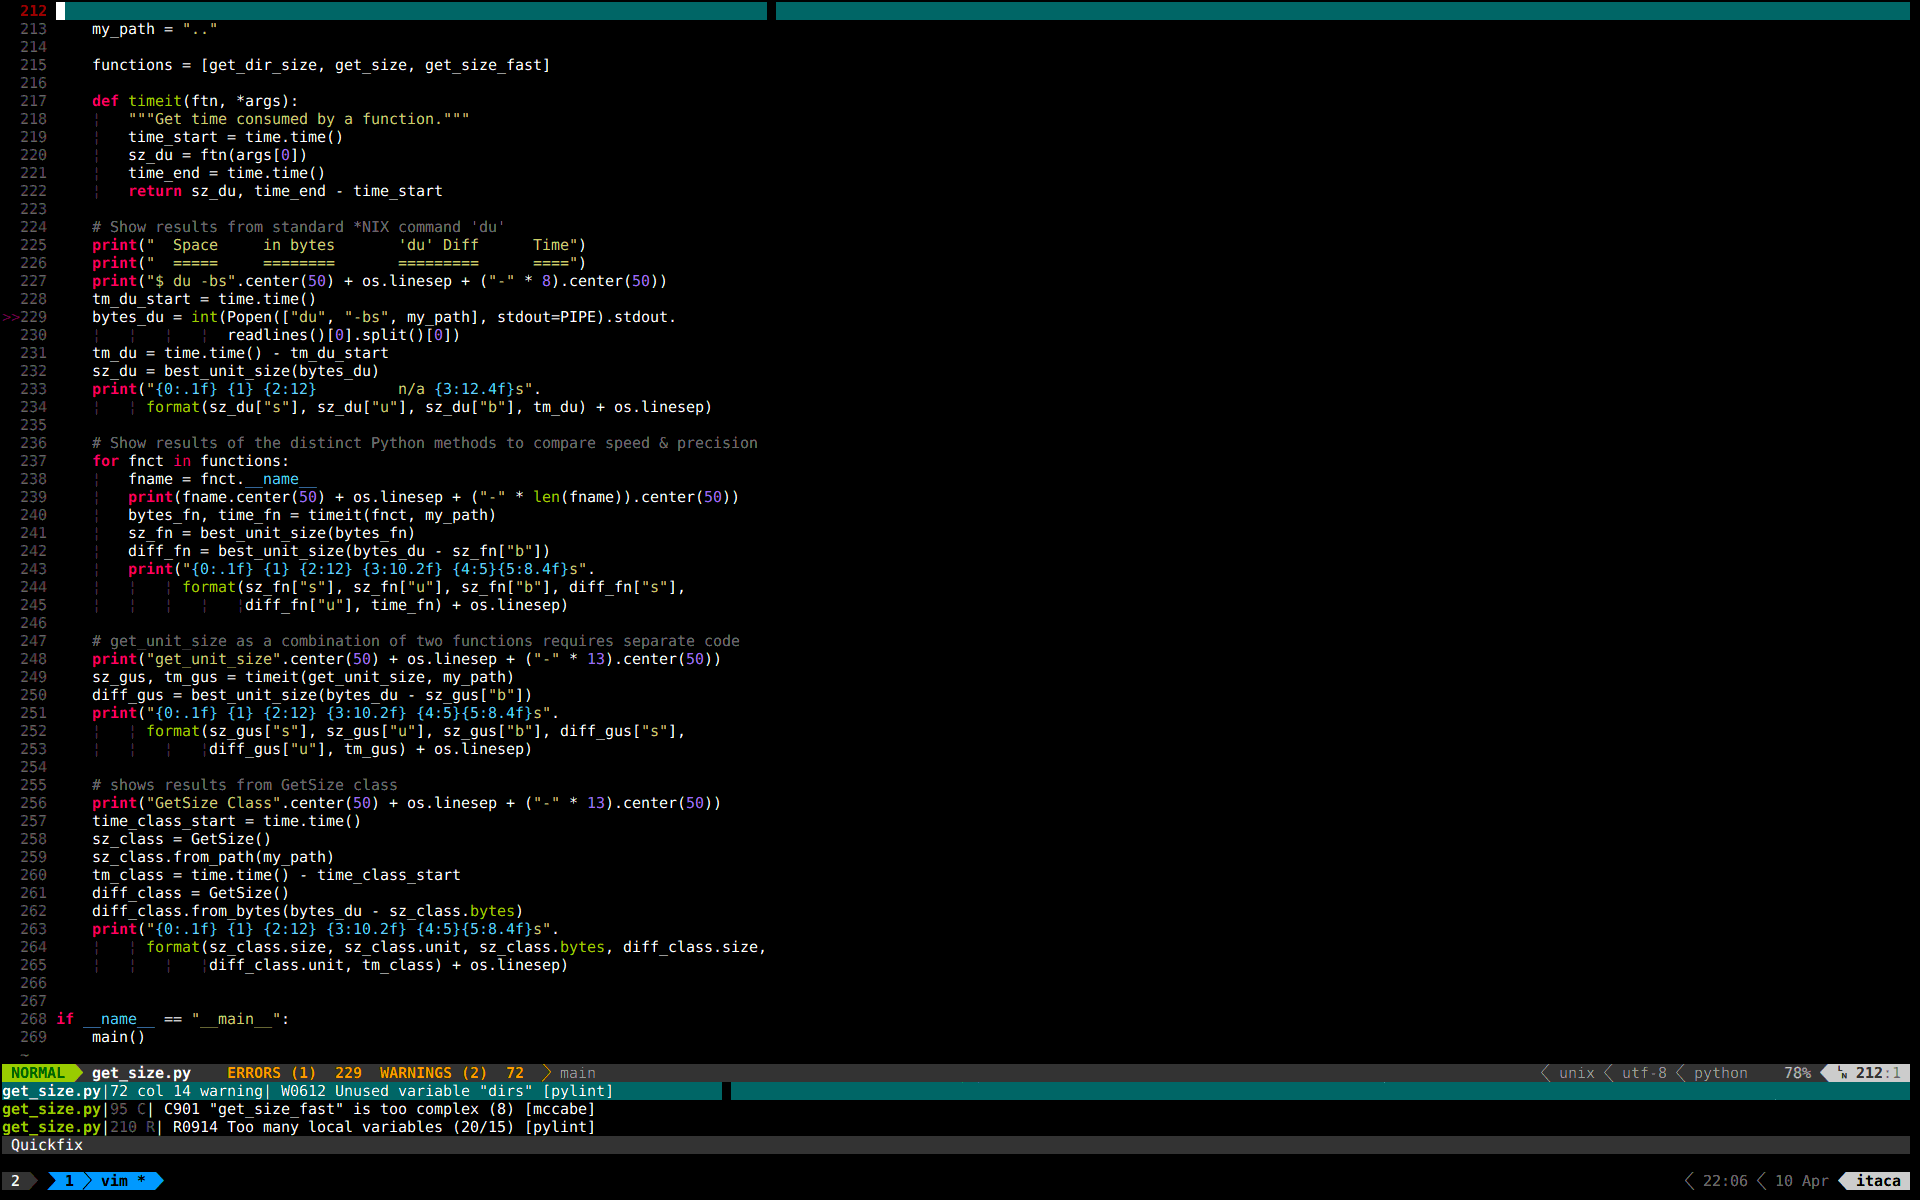 212
213     my_path = ".."
214
215     functions = [get_dir_size, get_size, get_size_fast]
216
217     def timeit(ftn, *args):
218         """Get time consumed by a function."""
219         time_start = time.time()
220         sz_du = ftn(args[0])
221         time_end = time.time()
222         return sz_du, time_end - time_start
223
224     # Show results from standard *NIX command 'du'
225     print("  Space     in bytes       'du' Diff      Time")
226     print("  =====     ========       =========      ====")
227     print("$ du -bs".center(50) + os.linesep + ("-" * 8).center(50))
228     tm_du_start = time.time()
>>229     bytes_du = int(Popen(["du", "-bs", my_path], stdout=PIPE).stdout.
230                    readlines()[0].split()[0])
231     tm_du = time.time() - tm_du_start
232     sz_du = best_unit_size(bytes_du)
233     print("{0:.1f} {1} {2:12}         n/a {3:12.4f}s".
234           format(sz_du["s"], sz_du["u"], sz_du["b"], tm_du) + os.linesep)
235
236     # Show results of the distinct Python methods to compare speed & precision
237     for fnct in functions:
238         fname = fnct.__name__
239         print(fname.center(50) + os.linesep + ("-" * len(fname)).center(50))
240         bytes_fn, time_fn = timeit(fnct, my_path)
241         sz_fn = best_unit_size(bytes_fn)
242         diff_fn = best_unit_size(bytes_du - sz_fn["b"])
243         print("{0:.1f} {1} {2:12} {3:10.2f} {4:5}{5:8.4f}s".
244               format(sz_fn["s"], sz_fn["u"], sz_fn["b"], diff_fn["s"],
245                      diff_fn["u"], time_fn) + os.linesep)
246
247     # get_unit_size as a combination of two functions requires separate code
248     print("get_unit_size".center(50) + os.linesep + ("-" * 13).center(50))
249     sz_gus, tm_gus = timeit(get_unit_size, my_path)
250     diff_gus = best_unit_size(bytes_du - sz_gus["b"])
251     print("{0:.1f} {1} {2:12} {3:10.2f} {4:5}{5:8.4f}s".
252           format(sz_gus["s"], sz_gus["u"], sz_gus["b"], diff_gus["s"],
253                  diff_gus["u"], tm_gus) + os.linesep)
254
255     # shows results from GetSize class
256     print("GetSize Class".center(50) + os.linesep + ("-" * 13).center(50))
257     time_class_start = time.time()
258     sz_class = GetSize()
259     sz_class.from_path(my_path)
260     tm_class = time.time() - time_class_start
261     diff_class = GetSize()
262     diff_class.from_bytes(bytes_du - sz_class.bytes)
263     print("{0:.1f} {1} {2:12} {3:10.2f} {4:5}{5:8.4f}s".
264           format(sz_class.size, sz_class.unit, sz_class.bytes, diff_class.size,
265                  diff_class.unit, tm_class) + os.linesep)
266
267
268 if __name__ == "__main__":
269     main()
~
NORMAL get_size.py ERRORS (1) 229 WARNINGS (2) 72 main unix utf-8 python 78% LN 212:1
get_size.py|72 col 14 warning| W0612 Unused variable "dirs" [pylint]
get_size.py|95 C| C901 "get_size_fast" is too complex (8) [mccabe]
get_size.py|210 R| R0914 Too many local variables (20/15) [pylint]
Quickfix
2 1 vim * 22:06 10 Apr itaca